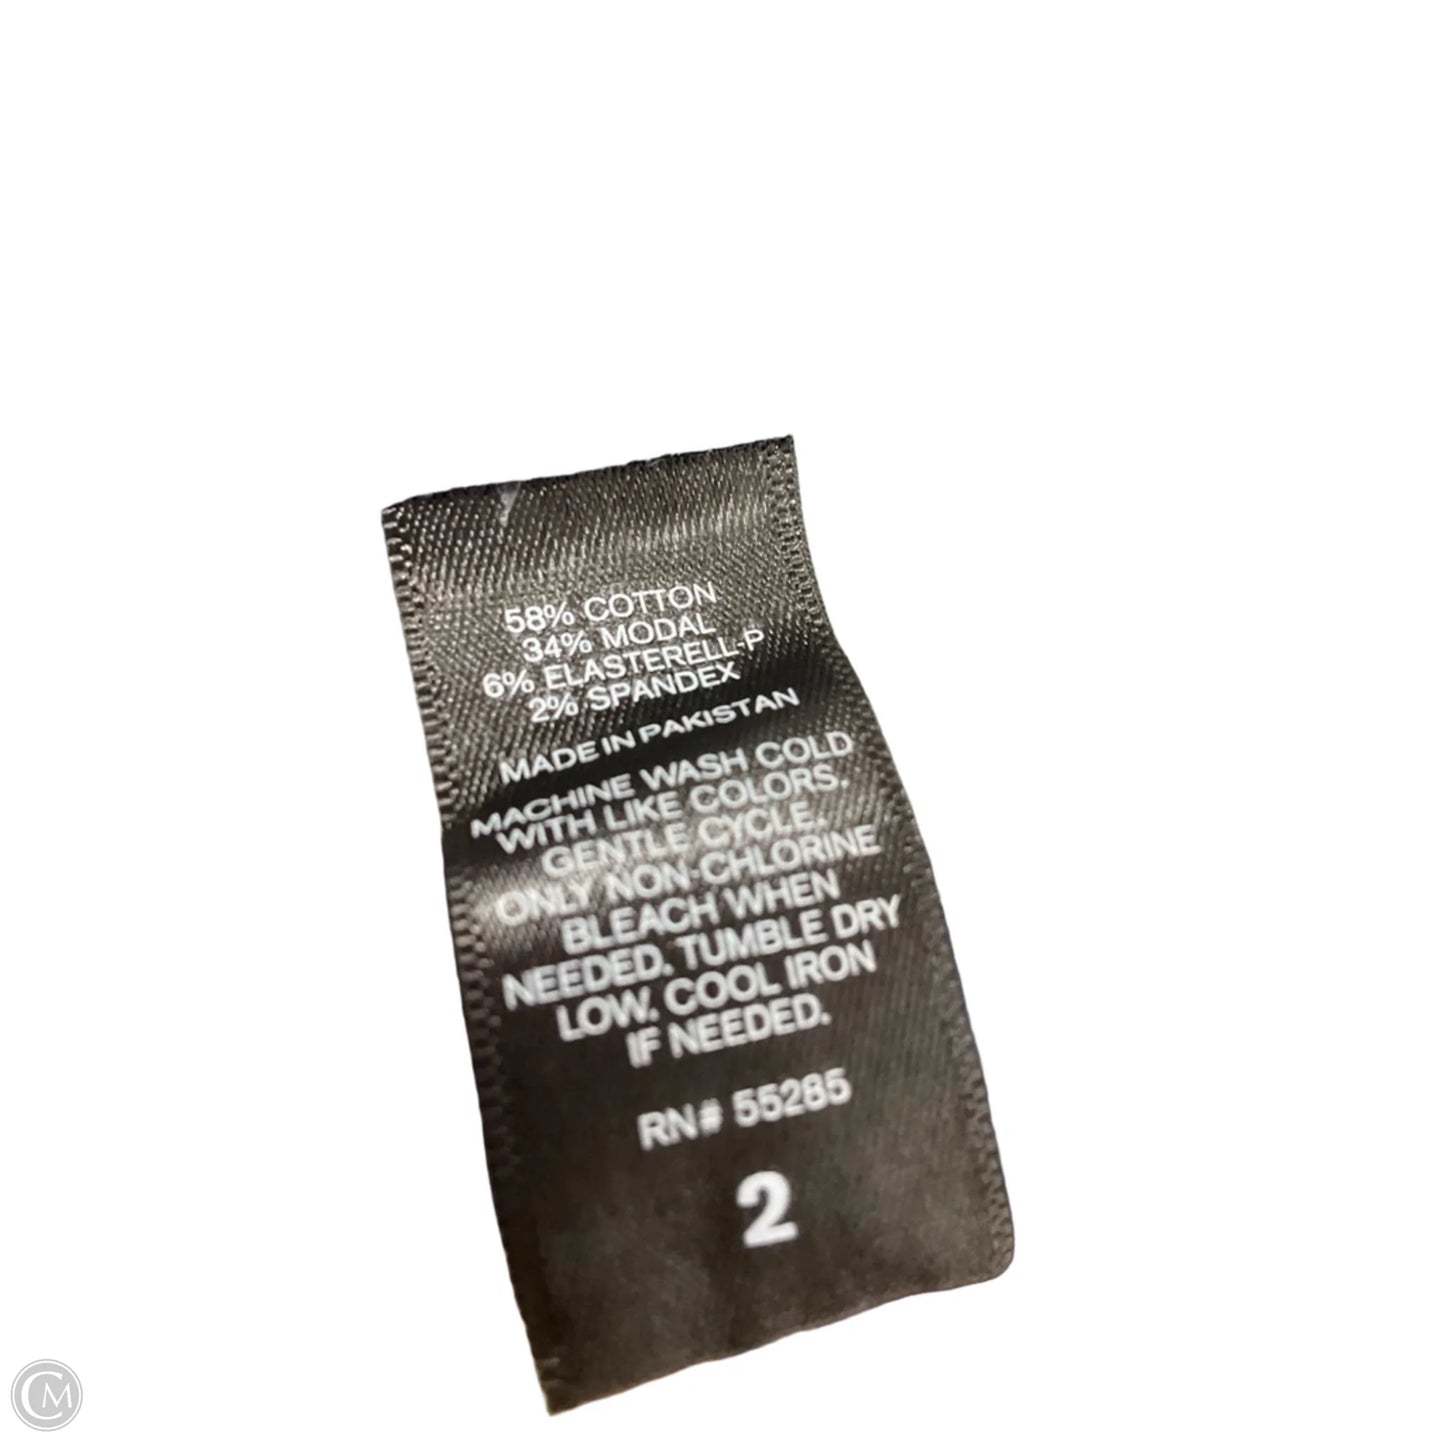 58% COTTON
34% MODAL
6% ELASTERELL-P
2% SPANDEX
MADE IN PAKISTAN
MACHINE WASH COLD
WITH LIKE COLORS.
GENTLE CYCLE.
ONLY NON-CHLORINE
BLEACH WHEN
NEEDED. TUMBLE DRY
LOW. COOL IRON
IF NEEDED.
RN# 55285
2
CM